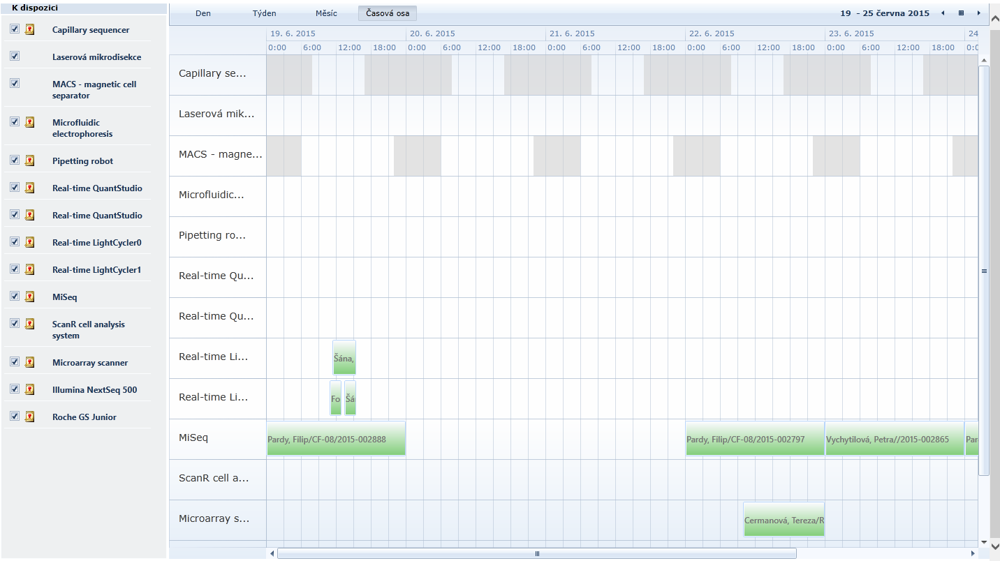 K dispozici
Capillary sequencer
Laserová mikrodisekce
MACS - magnetic cell
separator
Microfluidic
electrophoresis
Pipetting robot
Real-time QuantStudio
Real-time QuantStudio
Real-time LightCycler0
Real-time LightCycler1
MiSeq
ScanR cell analysis
system
Microarray scanner
Illumina NextSeq 500
Roche GS Junior
Den Týden Měsíc Časová osa 19 - 25 června 2015
19. 6. 2015 20. 6. 2015 21. 6. 2015 22. 6. 2015 23. 6. 2015 24
0:00 6:00 12:00 18:00 0:00 6:00 12:00 18:00 0:00 6:00 12:00 18:00 0:00 6:00 12:00 18:00 0:00 6:00 12:00 18:00 0:0
Capillary se...
Laserová mik...
MACS - magne...
Microfluidic...
Pipetting ro...
Real-time Qu...
Real-time Qu...
Real-time Li... Šána,
Real-time Li... Fo Šá
MiSeq Pardy, Filip/CF-08/2015-002888 Pardy, Filip/CF-08/2015-002797 Vychytilová, Petra//2015-002865 Par
ScanR cell a...
Microarray s... Cermanová, Tereza/R